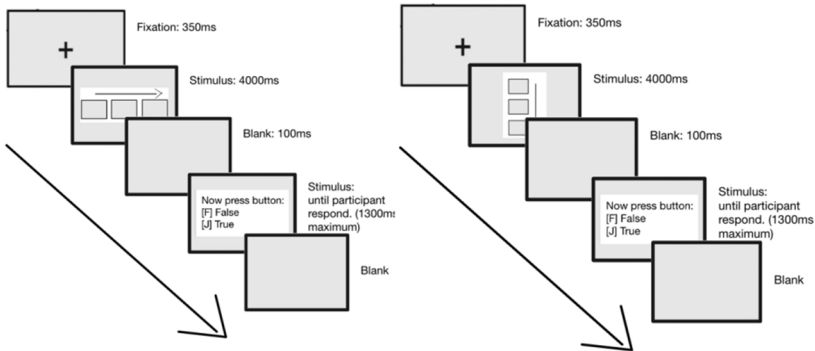 Fixation: 350ms
Stimulus: 4000ms
Blank: 100ms
Now press button:
[F] False
[J] True
Stimulus:
until participant
respond. (1300ms
maximum)
Blank
Fixation: 350ms
Stimulus: 4000ms
Blank: 100ms
Now press button:
[F] False
[J] True
Stimulus:
until participant
respond. (1300ms
maximum)
Blank